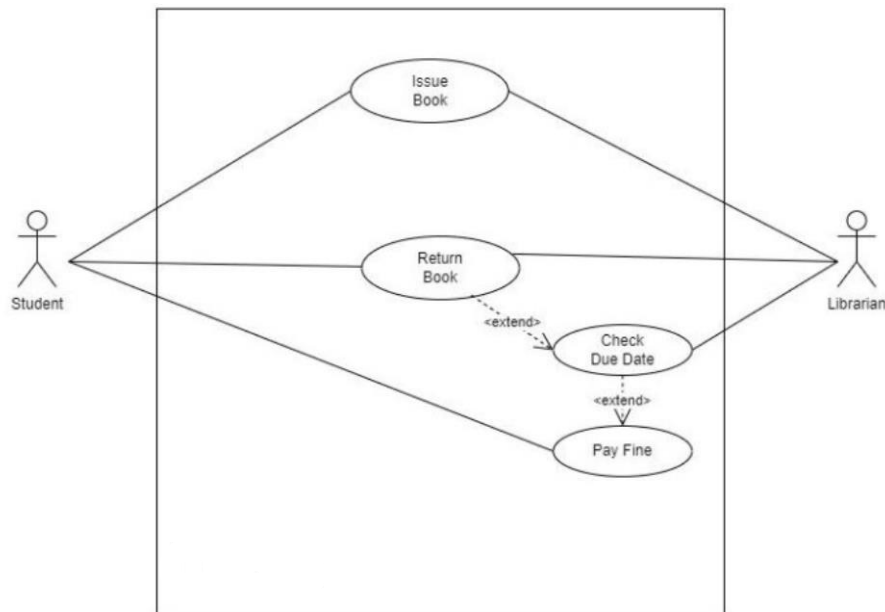 Issue
Book
Return
Book
Student
Librarian
<extend>
Check
Due Date
<extend>
Pay Fine